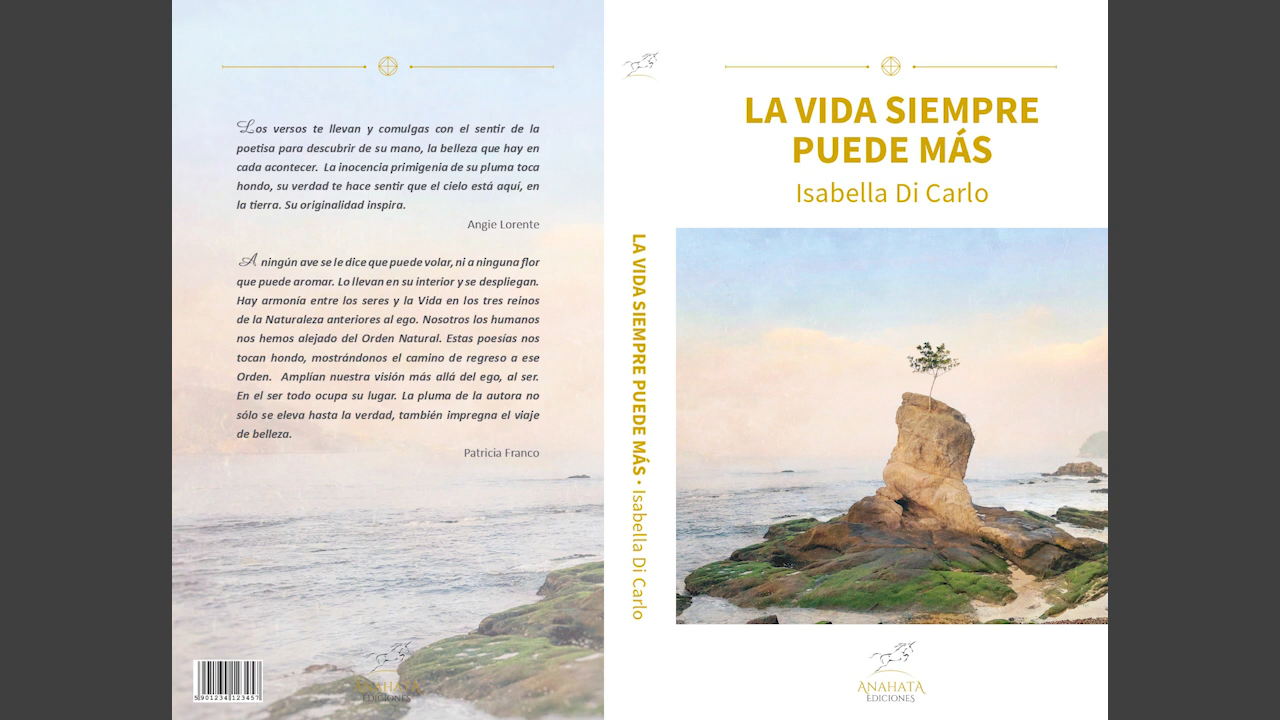 Los versos te llevan y comulgas con el sentir de la
poetisa para descubrir de su mano, la belleza que hay en
cada acontecer. La inocencia primigenia de su pluma toca
hondo, su verdad te hace sentir que el cielo está aquí, en
la tierra. Su originalidad inspira.
Angie Lorente
A ningún ave se le dice que puede volar, ni a ninguna flor
que puede aromar. Lo llevan en su interior y se despliegan.
Hay armonía entre los seres y la Vida en los tres reinos
de la Naturaleza anteriores al ego. Nosotros los humanos
nos hemos alejado del Orden Natural. Estas poesías nos
tocan hondo, mostrándonos el camino de regreso a ese
Orden. Amplían nuestra visión más allá del ego, al ser.
En el ser todo ocupa su lugar. La pluma de la autora no
sólo se eleva hasta la verdad, también impregna el viaje
de belleza.
Patricia Franco
5 901234 123457
ANAHATA
EDICIONES
LA VIDA SIEMPRE PUEDE MÁS · Isabella Di Carlo
LA VIDA SIEMPRE
PUEDE MÁS
Isabella Di Carlo
ANAHATA
EDICIONES